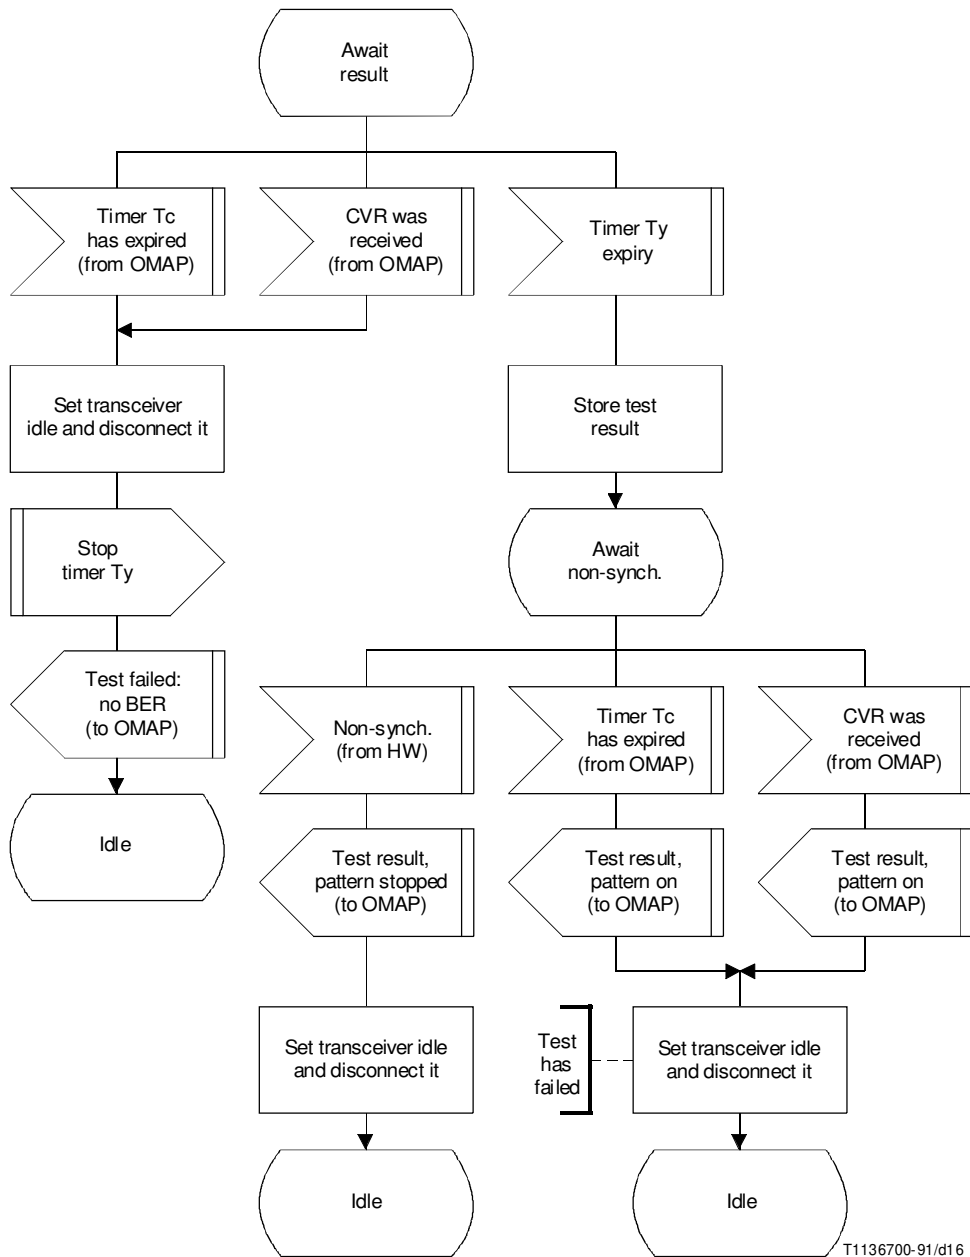 Await
result
Timer Tc
has expired
(from OMAP)
CVR was
received
(from OMAP)
Timer Ty
expiry
Set transceiver
idle and disconnect it
Store test
result
Stop
timer Ty
Await
non-synch.
Test failed:
no BER
(to OMAP)
Non-synch.
(from HW)
Timer Tc
has expired
(from OMAP)
CVR was
received
(from OMAP)
Idle
Test result,
pattern stopped
(to OMAP)
Test result,
pattern on
(to OMAP)
Test result,
pattern on
(to OMAP)
Set transceiver idle
and disconnect it
Test
has
failed
Set transceiver idle
and disconnect it
Idle
Idle
T1136700-91/d16